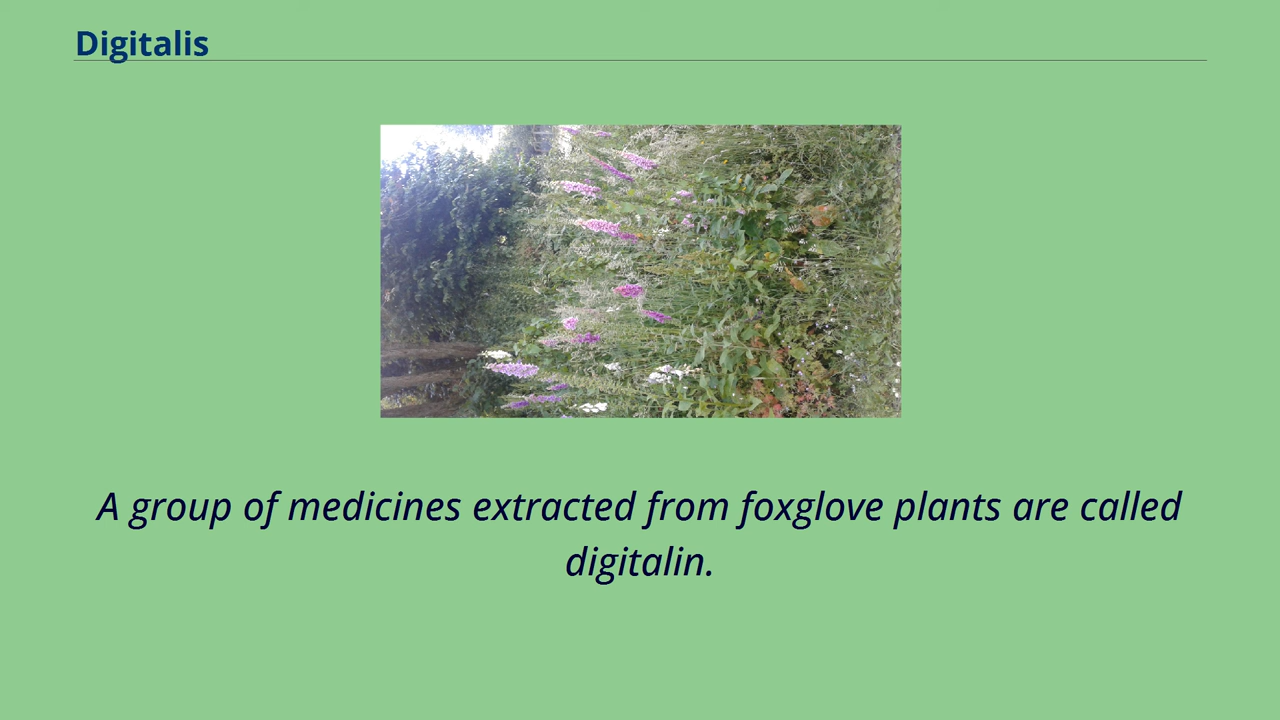 Digitalis
A group of medicines extracted from foxglove plants are called
digitalin.